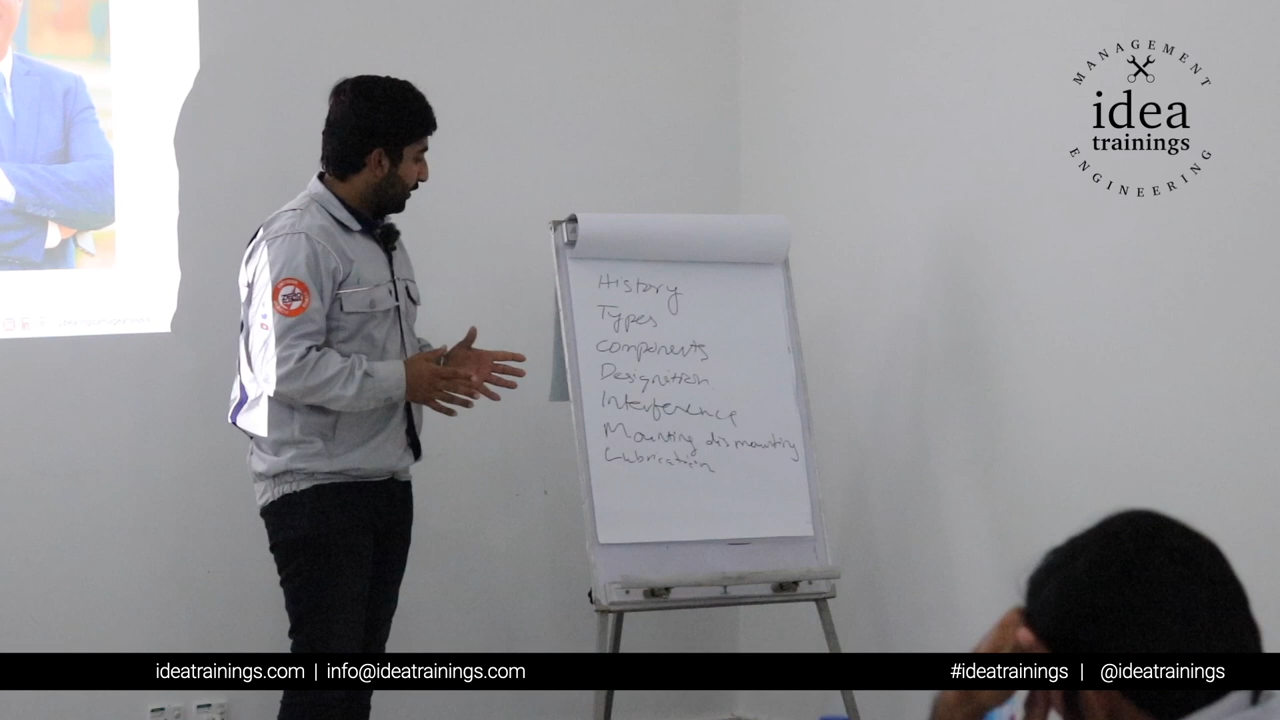 MANAGEMENT
idea
trainings
ENGINEERING
History
Types
Components
Designation
Interference
Mounting dismounting
Lubrication
ideatrainings.com | info@ideatrainings.com
#ideatrainings | @ideatrainings